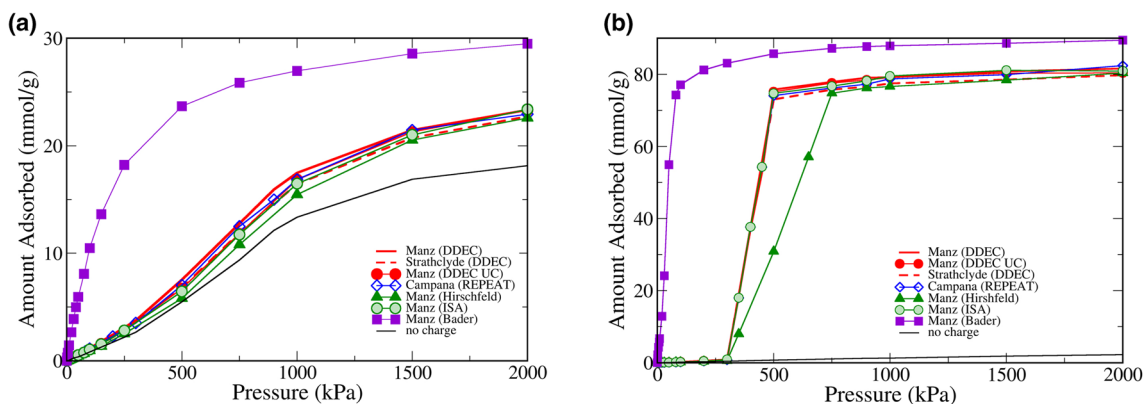 (a)
30
20
10
0
Amount Adsorbed (mmol/g)
Manz (DDEC)
Strathclyde (DDEC)
Manz (DDEC UC)
Campana (REPEAT)
Manz (Hirschfeld)
Manz (ISA)
Manz (Bader)
no charge
0
500
1000
1500
2000
Pressure (kPa)
(b)
80
60
40
20
0
Amount Adsorbed (mmol/g)
Manz (DDEC)
Manz (DDEC UC)
Strathclyde (DDEC)
Campana (REPEAT)
Manz (Hirshfeld)
Manz (ISA)
Manz (Bader)
no charge
0
500
1000
1500
2000
Pressure (kPa)